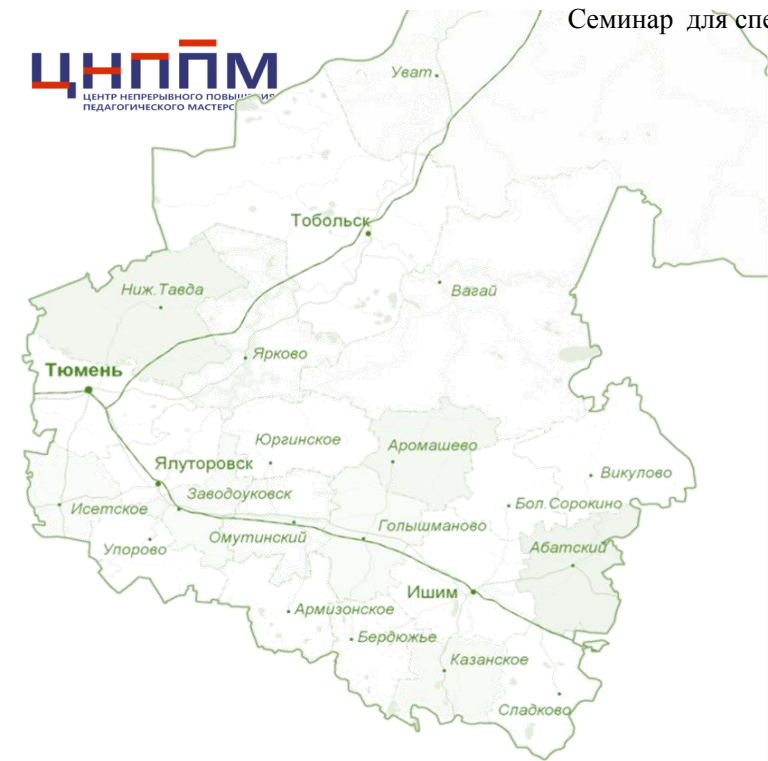 Семинар для спе
ЦНППМ
ЦЕНТР НЕПРЕРЫВНОГО ПОВЫШЕНИЯ
ПЕДАГОГИЧЕСКОГО МАСТЕРС
Уват
Тобольск
Ниж.Тавда
Вагай
Ярково
Тюмень
Юргинское
Аромашево
Ялуторовск
Викулово
Заводоуковск
Бол.Сорокино
Исетское
Голышманово
Омутинский
Упорово
Абатский
Ишим
Армизонское
Бердюжье
Казанское
Сладково